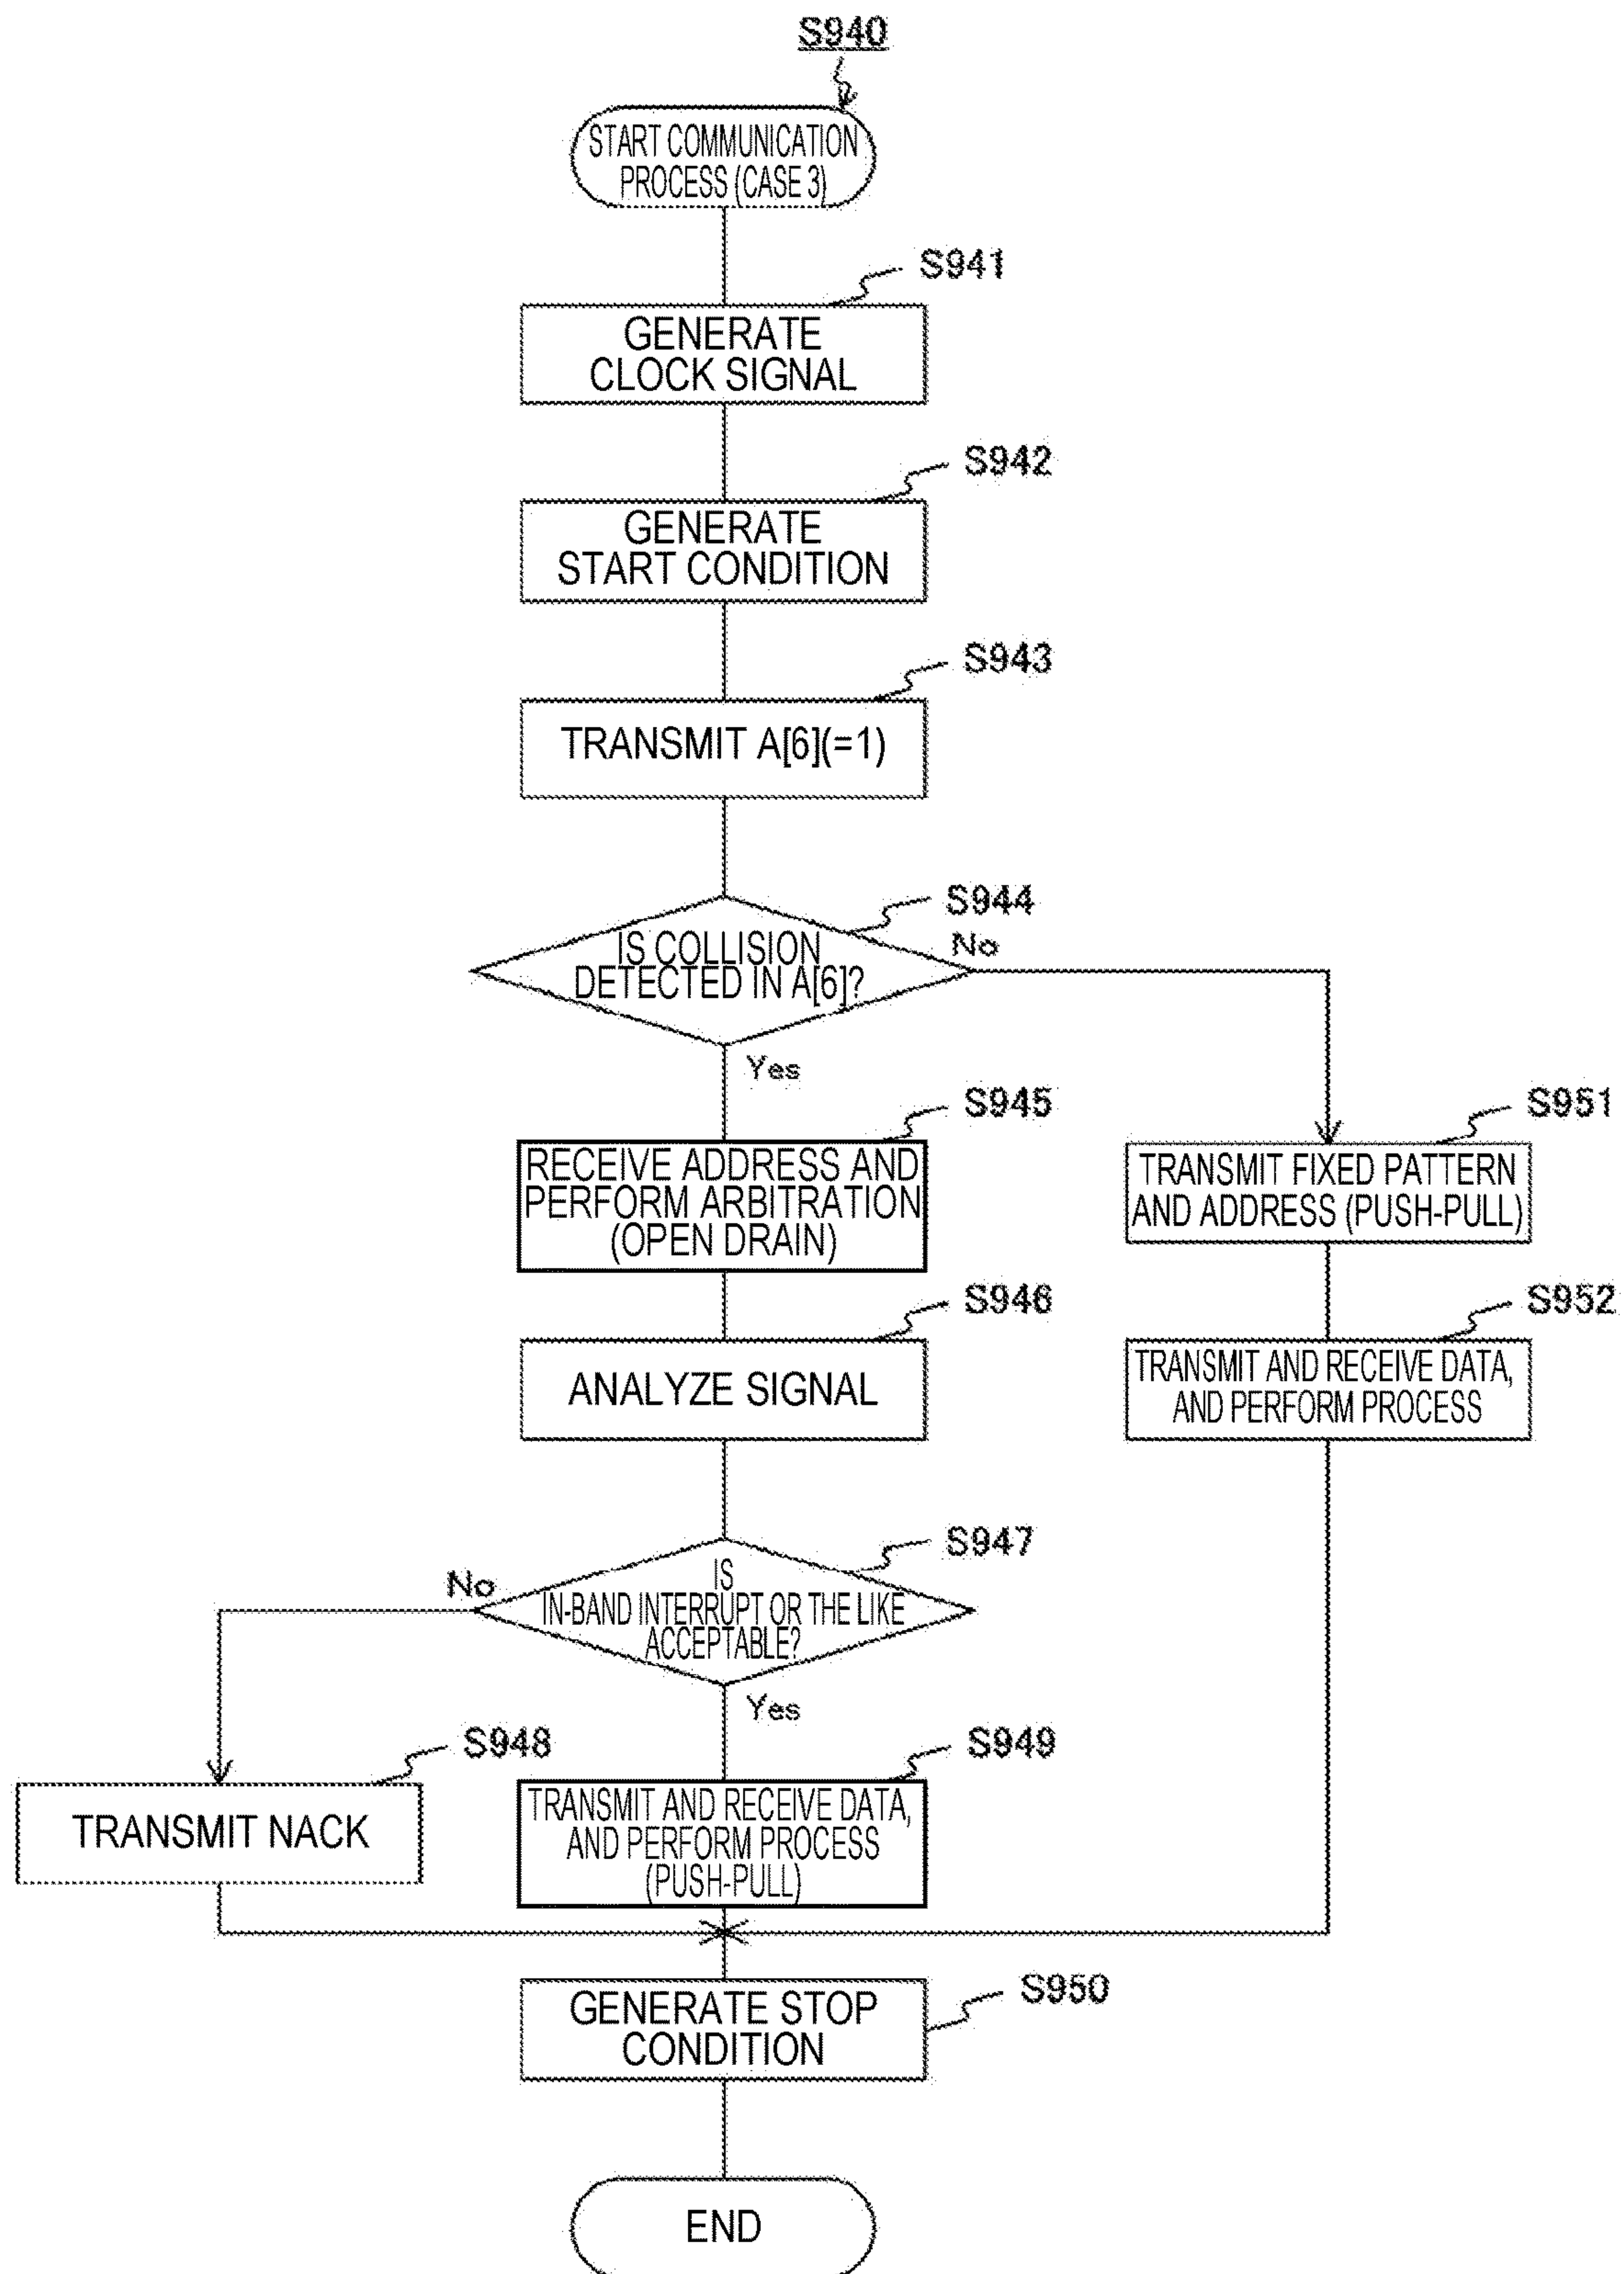 S940
START COMMUNICATION
PROCESS (CASE 3)
S941
GENERATE
CLOCK SIGNAL
S942
GENERATE
START CONDITION
S943
TRANSMIT A[6](=1)
S944
IS COLLISION
DETECTED IN A[6]?
No
Yes
S945
RECEIVE ADDRESS AND
PERFORM ARBITRATION
(OPEN DRAIN)
S951
TRANSMIT FIXED PATTERN
AND ADDRESS (PUSH-PULL)
S946
ANALYZE SIGNAL
S952
TRANSMIT AND RECEIVE DATA,
AND PERFORM PROCESS
S947
IS
IN-BAND INTERRUPT OR THE LIKE
ACCEPTABLE?
No
Yes
S948
TRANSMIT NACK
S949
TRANSMIT AND RECEIVE DATA,
AND PERFORM PROCESS
(PUSH-PULL)
S950
GENERATE STOP
CONDITION
END